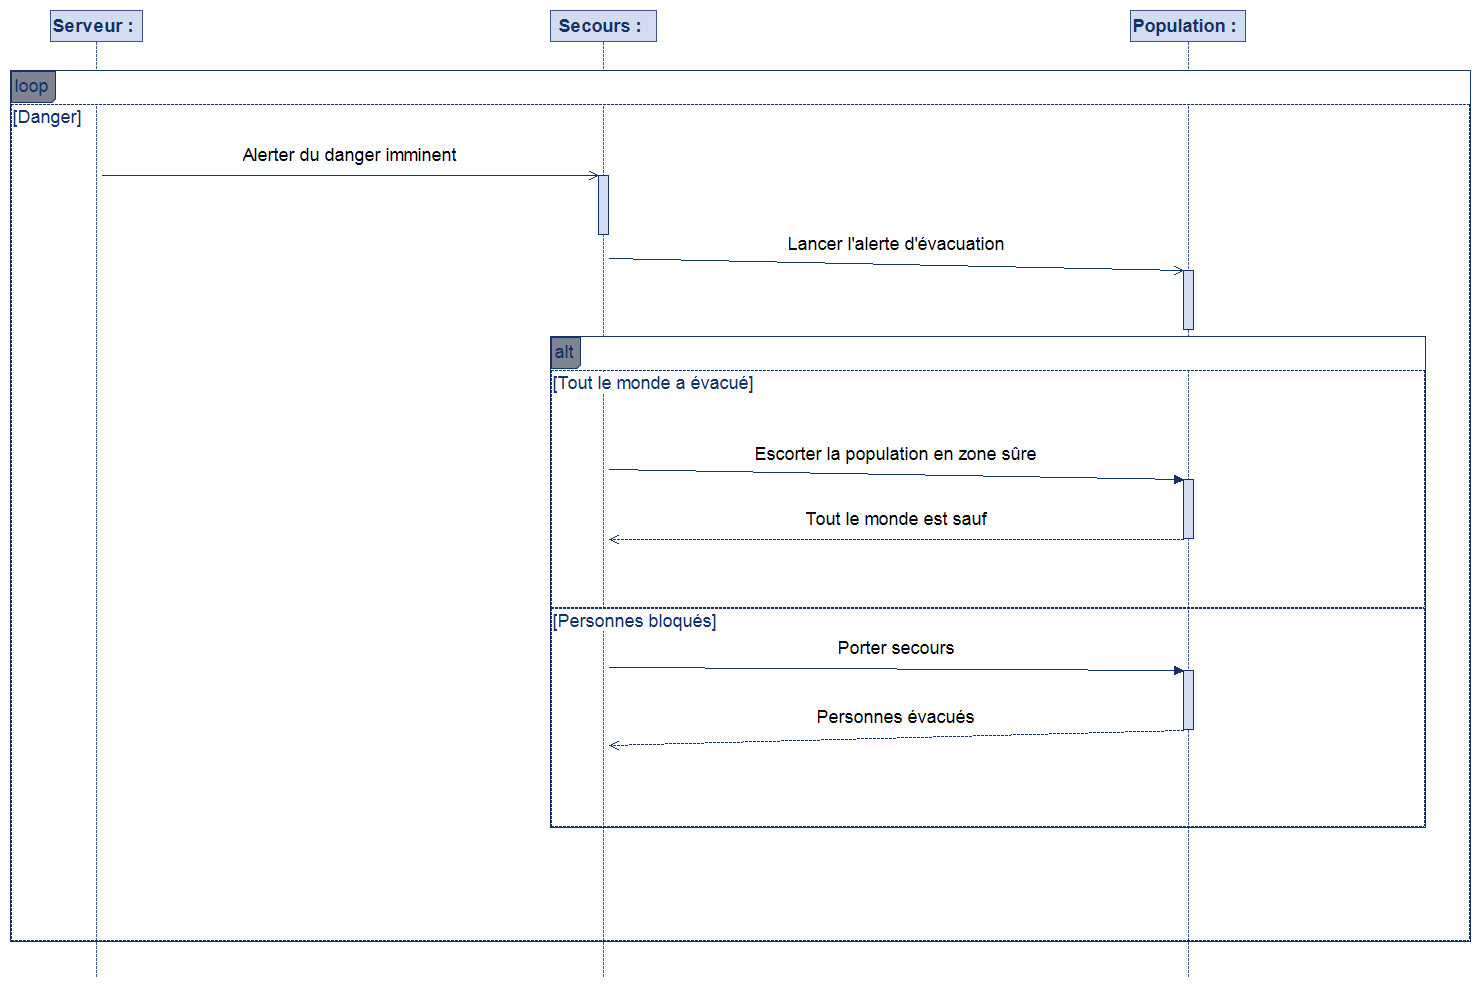 Serveur :
Secours :
Population :
loop
[Danger]
Alerter du danger imminent
Lancer l'alerte d'évacuation
alt
[Tout le monde a évacué]
Escorter la population en zone sûre
Tout le monde est sauf
[Personnes bloqués]
Porter secours
Personnes évacués